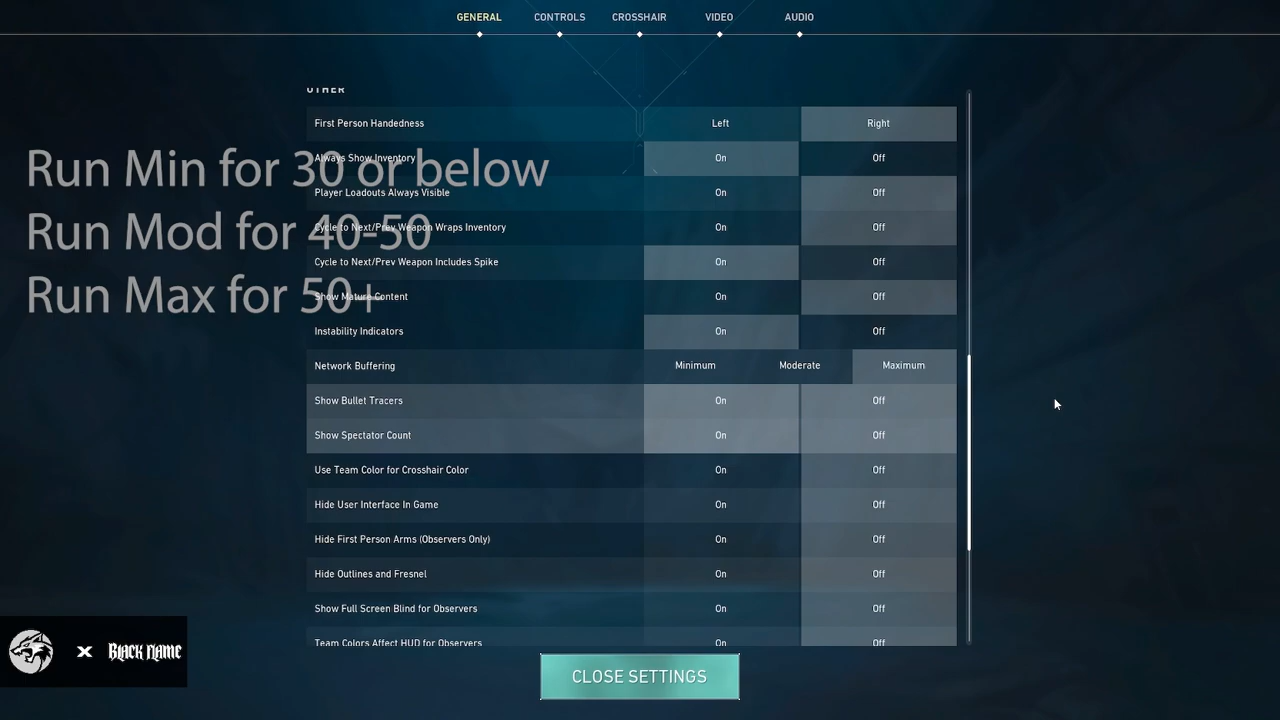 GENERAL CONTROLS CROSSHAIR VIDEO AUDIO
OTHER
First Person Handedness Left Right
Always Show Inventory On Off
Player Loadouts Always Visible On Off
Cycle to Next/Prev Weapon Wraps Inventory On Off
Cycle to Next/Prev Weapon Includes Spike On Off
Show Mature Content On Off
Instability Indicators On Off
Network Buffering Minimum Moderate Maximum
Show Bullet Tracers On Off
Show Spectator Count On Off
Use Team Color for Crosshair Color On Off
Hide User Interface In Game On Off
Hide First Person Arms (Observers Only) On Off
Hide Outlines and Fresnel On Off
Show Full Screen Blind for Observers On Off
Team Colors Affect HUD for Observers On Off
Run Min for 30 or below
Run Mod for 40-50
Run Max for 50+
X BLACK FLAME
CLOSE SETTINGS